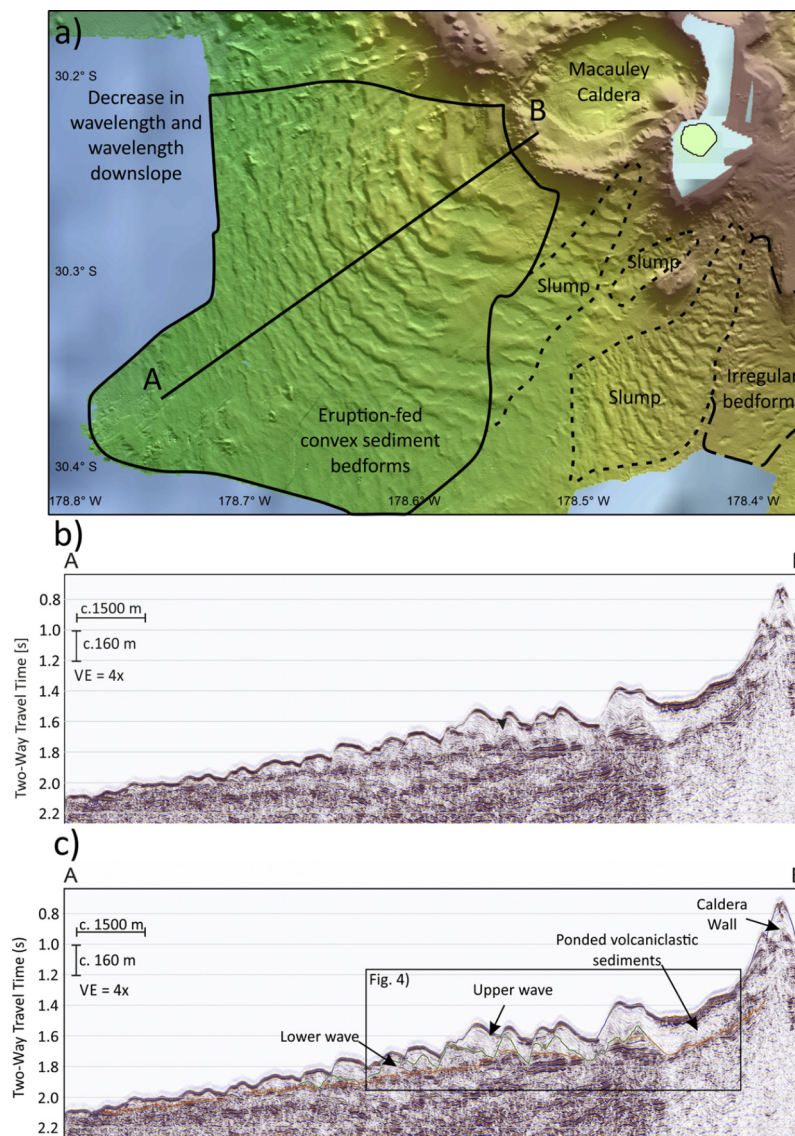 a)
30.2° S
Decrease in
wavelength and
wavelength
downslope
Macauley
Caldera
B
30.3° S
Slump
Slump
A
Slump
Irregular
bedform
Eruption-fed
convex sediment
bedforms
30.4° S
178.8° W
178.7° W
178.6° W
178.5° W
178.4° W
b)
A
0.8
c.1500 m
1.0
c.160 m
1.2
VE = 4x
1.4
1.6
1.8
2.0
2.2
Two-Way Travel Time [s]
c)
A
0.8
c. 1500 m
1.0
c. 160 m
1.2
VE = 4x
1.4
1.6
1.8
2.0
2.2
Two-Way Travel Time (s)
Caldera
Wall
Ponded volcaniclastic
sediments
Fig. 4)
Upper wave
Lower wave